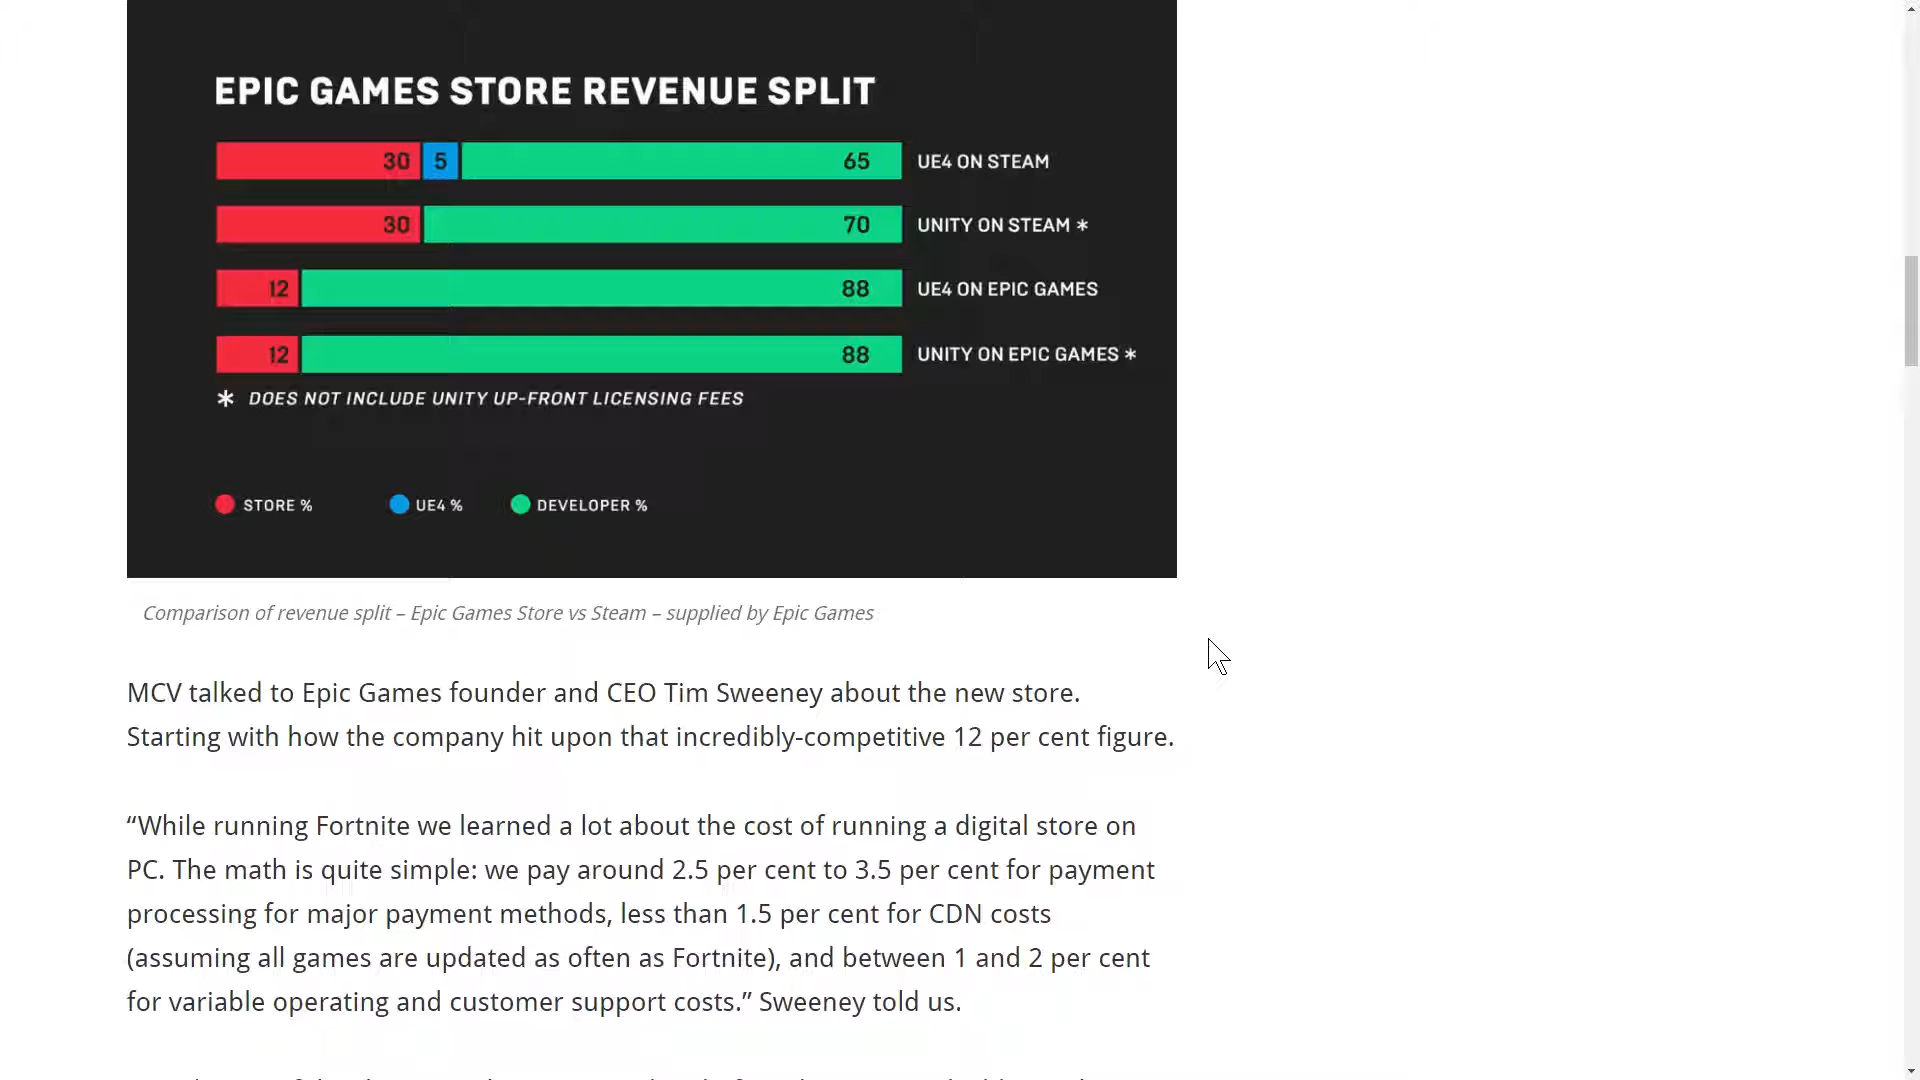 EPIC GAMES STORE REVENUE SPLIT
30 5 65 UE4 ON STEAM
30 70 UNITY ON STEAM *
12 88 UE4 ON EPIC GAMES
12 88 UNITY ON EPIC GAMES *
* DOES NOT INCLUDE UNITY UP-FRONT LICENSING FEES
STORE % UE4 % DEVELOPER %
Comparison of revenue split – Epic Games Store vs Steam – supplied by Epic Games
MCV talked to Epic Games founder and CEO Tim Sweeney about the new store.
Starting with how the company hit upon that incredibly-competitive 12 per cent figure.
“While running Fortnite we learned a lot about the cost of running a digital store on
PC. The math is quite simple: we pay around 2.5 per cent to 3.5 per cent for payment
processing for major payment methods, less than 1.5 per cent for CDN costs
(assuming all games are updated as often as Fortnite), and between 1 and 2 per cent
for variable operating and customer support costs.” Sweeney told us.